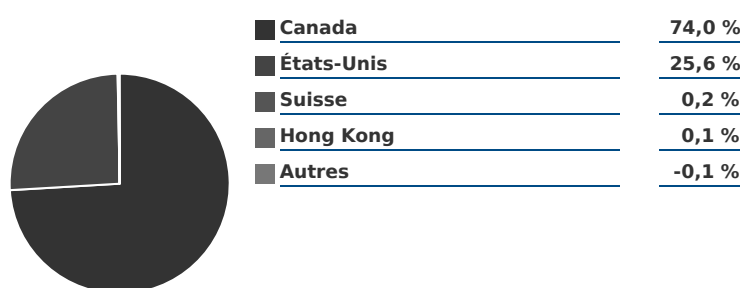 Canada 74,0 %
États-Unis 25,6 %
Suisse 0,2 %
Hong Kong 0,1 %
Autres -0,1 %